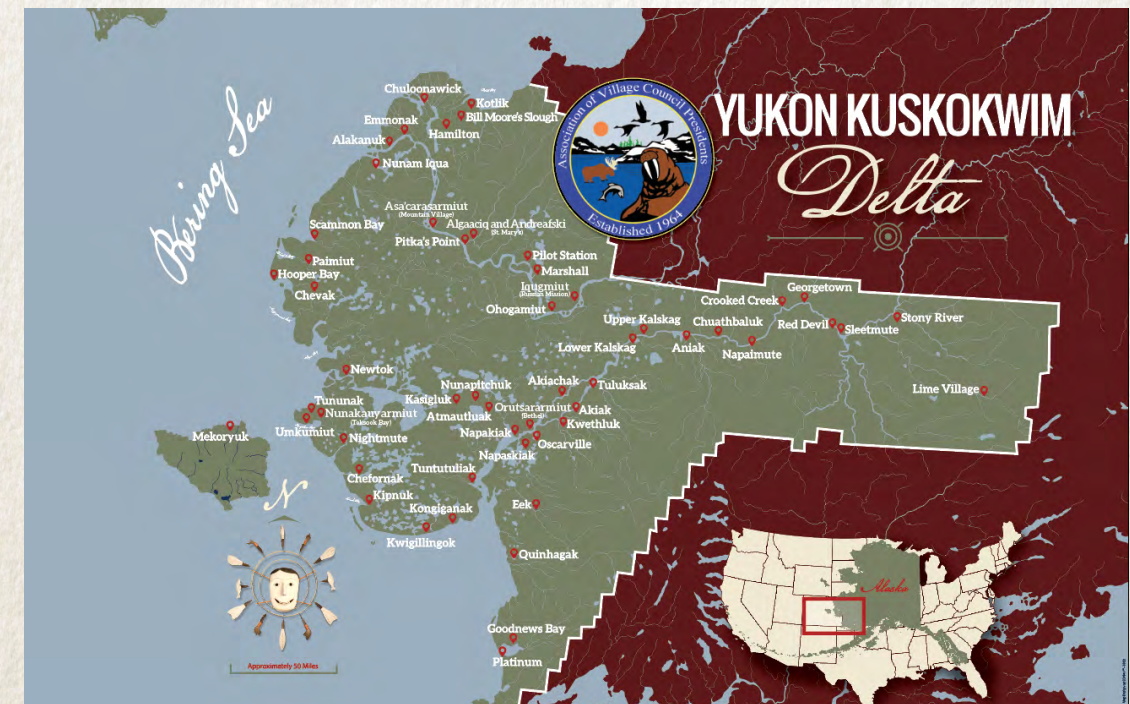 Bering Sea
YUKON KUSKOKWIM
Delta
Association of Village Council Presidents
Established 1964
Chuloonawick
Kotlik
Bill Moore's Slough
Hamilton
Emmonak
Alakanuk
Nunam Iqua
Asa'carasarmiut
(Mountain Village)
Algaaciq and Andreafski
(St. Mary's)
Pitka's Point
Scammon Bay
Paimiut
Hooper Bay
Chevak
Pilot Station
Marshall
Iqugmiut
(Russian Mission)
Ohogamiut
Georgetown
Crooked Creek
Upper Kalskag
Chuathbaluk
Red Devil
Sleetmute
Stony River
Lower Kalskag
Aniak
Napaimute
Lime Village
Newtok
Nunapitchuk
Akiachak
Tuluksak
Kasigluk
Tununak
Nunakauyarmiut
(Toksook Bay)
Atmautluak
Orutsararmiut
(Bethel)
Akiak
Kwethluk
Umkumiut
Nightmute
Napakiak
Oscarville
Napaskiak
Mekoryuk
Chefornak
Tuntutuliak
Kipnuk
Kongiganak
Eek
Kwigillingok
Quinhagak
N
Alaska
Goodnews Bay
Platinum
Approximately 50 Miles